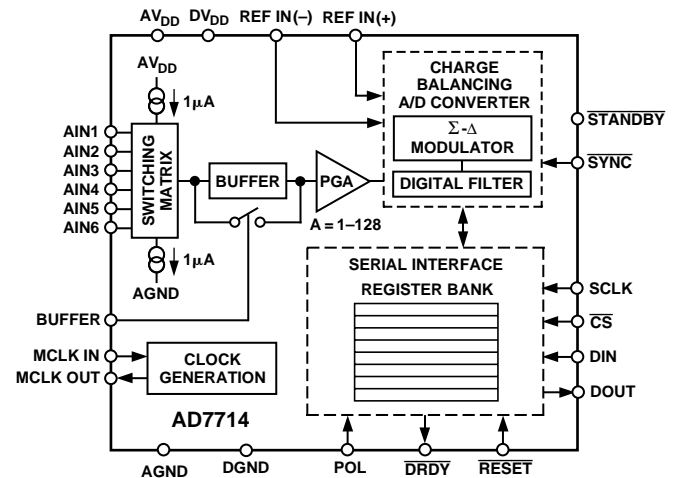 AVDD DVDD REF IN(–) REF IN(+)
AVDD
1μA
CHARGE
BALANCING
A/D CONVERTER
Σ-Δ
MODULATOR
DIGITAL FILTER
STANDBY
SYNC
AIN1
AIN2
AIN3
AIN4
AIN5
AIN6
SWITCHING
MATRIX
BUFFER
PGA
A = 1–128
1μA
AGND
SERIAL INTERFACE
REGISTER BANK
SCLK
CS
DIN
DOUT
BUFFER
MCLK IN
MCLK OUT
CLOCK
GENERATION
AD7714
AGND DGND POL DRDY RESET